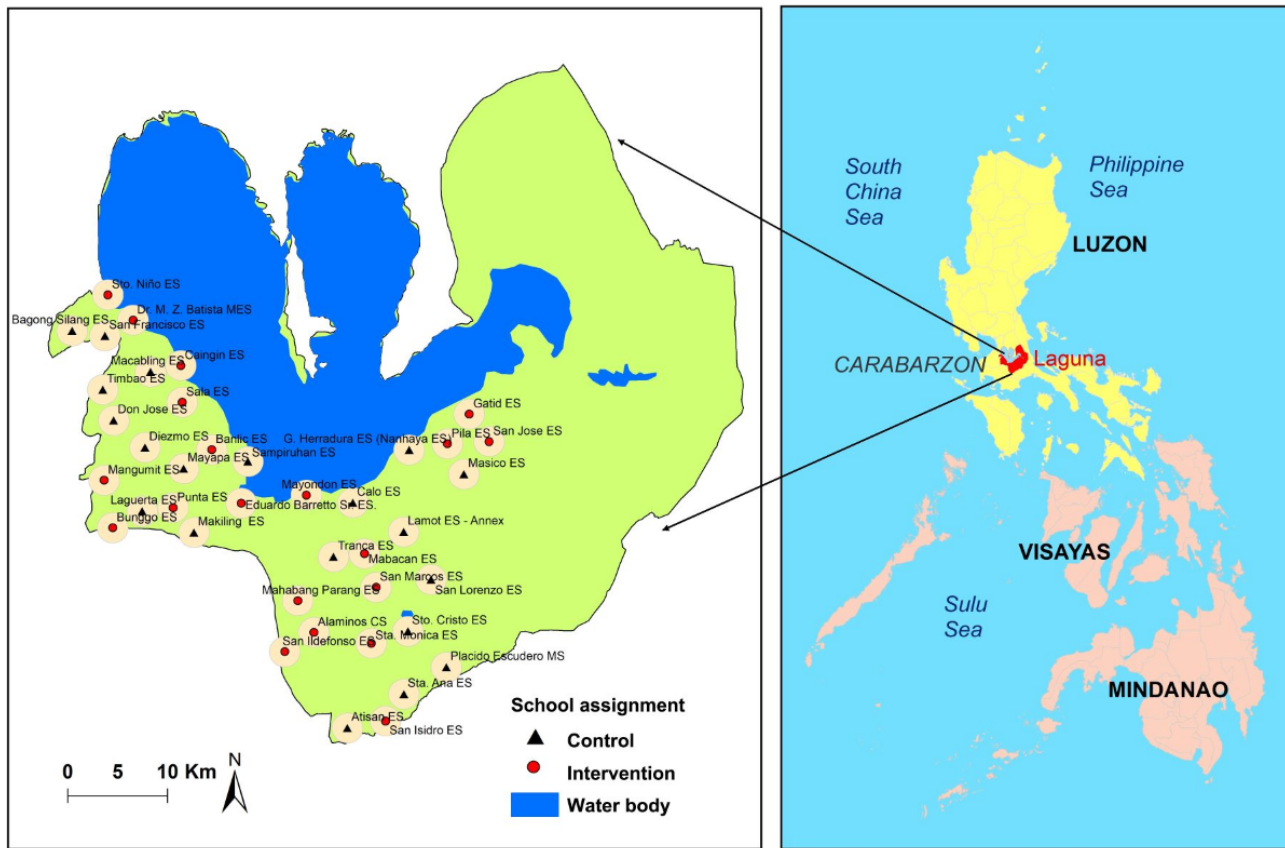 Sto. Niño ES
Dr. M. Z. Batista MES
Bagong Silang ES
San Francisco ES
Macabling ES
Caingin ES
Timbao ES
Sala ES
Don Jose ES
Diezmo ES
Banlic ES
Mayapa ES
Sampiruhan ES
Mangumit ES
Laguerta ES
Punta ES
Eduardo Barretto Sr. ES.
Bunggo ES
Makiling ES
Mayondon ES
Calo ES
G. Herradura ES (Nanhaya ES)
Pila ES
Gatid ES
San Jose ES
Masico ES
Lamot ES - Annex
Tranca ES
Mabacan ES
San Marcos ES
San Lorenzo ES
Mahabang Parang ES
Alaminos CS
San Ildefonso ES
Sta. Monica ES
Sto. Cristo ES
Placido Escudero MS
Sta. Ana ES
Atisan ES
San Isidro ES
School assignment
Control
Intervention
Water body
0 5 10 Km
N
South
China
Sea
Philippine
Sea
LUZON
CARABARZON
Laguna
VISAYAS
Sulu
Sea
MINDANAO